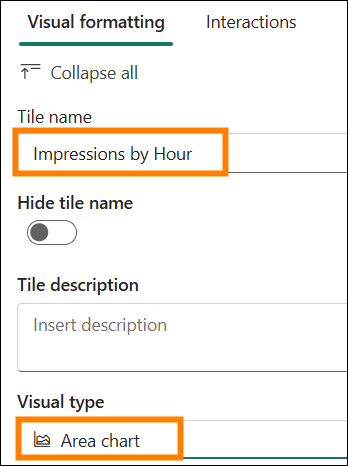 Visual formatting Interactions
Collapse all
Tile name
Impressions by Hour
Hide tile name
Tile description
Insert description
Visual type
Area chart